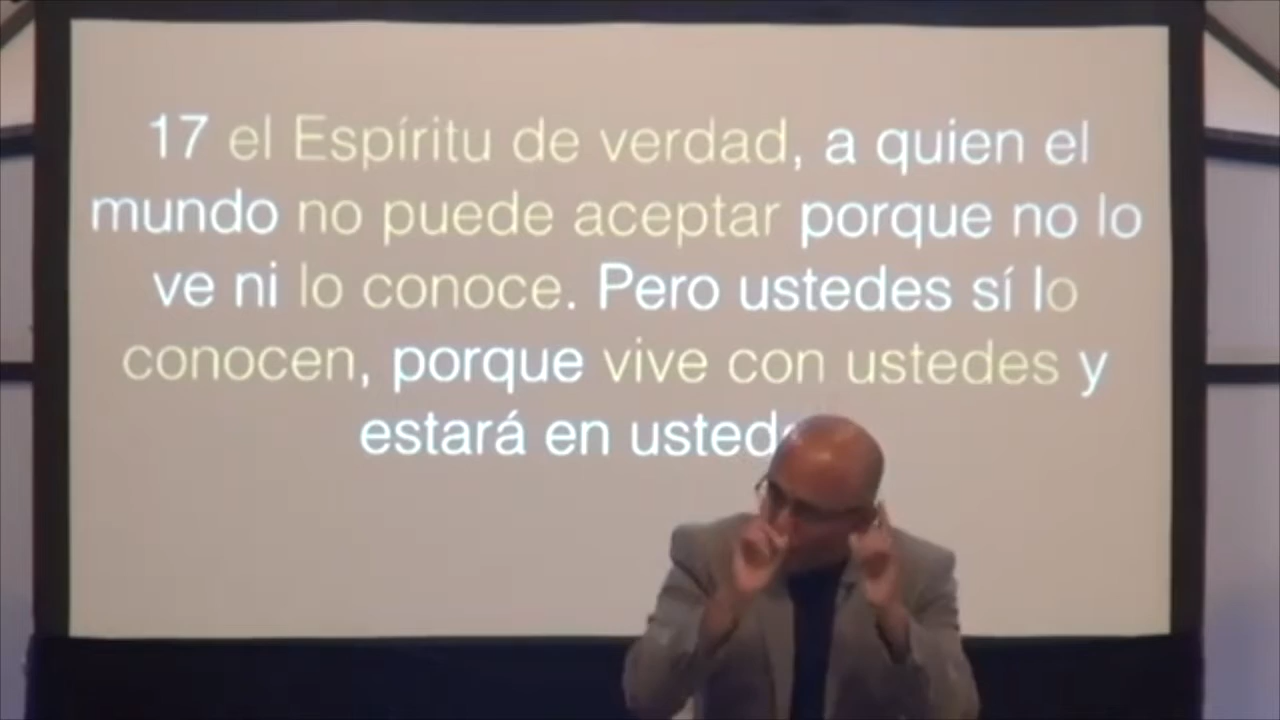 17 el Espíritu de verdad, a quien el
mundo no puede aceptar porque no lo
ve ni lo conoce. Pero ustedes sí lo
conocen, porque vive con ustedes y
estará en